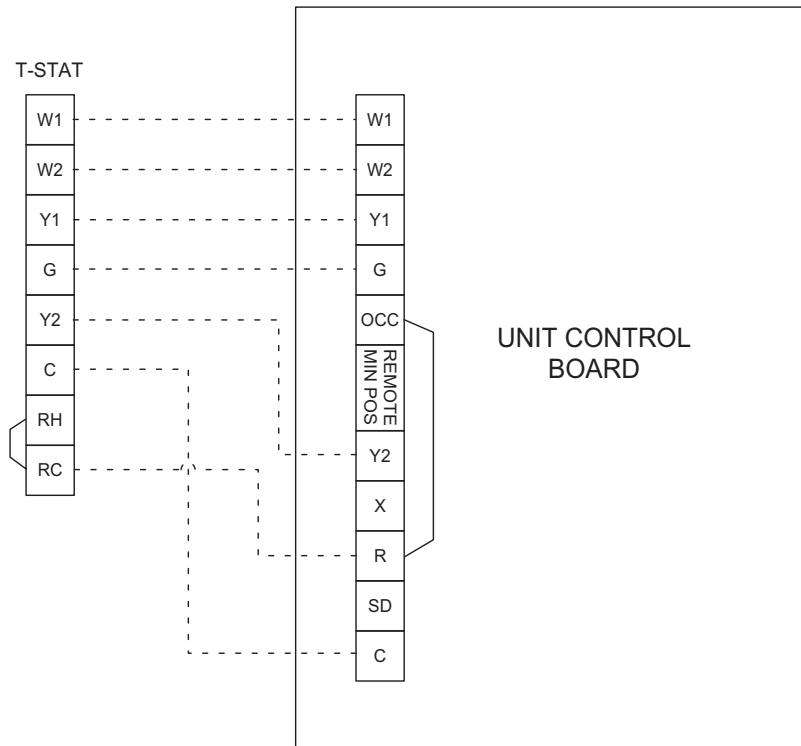 T-STAT
W1
W2
Y1
G
Y2
C
RH
RC
W1
W2
Y1
G
OCC
REMOTE
MIN POS
Y2
X
R
SD
C
UNIT CONTROL
BOARD